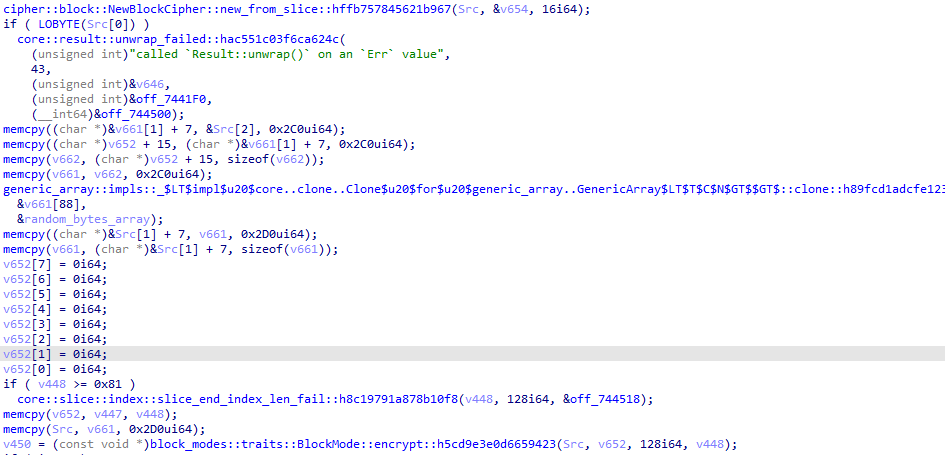 cipher::block::NewBlockCipher::new_from_slice::hffb757845621b967(Src, &v654, 16i64);
if ( LOBYTE(Src[0]) )
core::result::unwrap_failed::hac551c03f6ca624c(
(unsigned int)"called `Result::unwrap()` on an `Err` value",
43,
(unsigned int)&v646,
(unsigned int)&off_7441F0,
(__int64)&off_744500);
memcpy((char *)&v661[1] + 7, &Src[2], 0x2C0ui64);
memcpy((char *)v652 + 15, (char *)&v661[1] + 7, 0x2C0ui64);
memcpy(v662, (char *)v652 + 15, sizeof(v662));
memcpy(v661, v662, 0x2C0ui64);
generic_array::impls::_$LT$impl$u20$core..clone..Clone$u20$for$u20$generic_array..GenericArray$LT$T$C$N$GT$$GT$::clone::h89fcd1adcfe123
&v661[88],
&random_bytes_array);
memcpy((char *)&Src[1] + 7, v661, 0x2D0ui64);
memcpy(v661, (char *)&Src[1] + 7, sizeof(v661));
v652[7] = 0i64;
v652[6] = 0i64;
v652[5] = 0i64;
v652[4] = 0i64;
v652[3] = 0i64;
v652[2] = 0i64;
v652[1] = 0i64;
v652[0] = 0i64;
if ( v448 >= 0x81 )
core::slice::index::slice_end_index_len_fail::h8c19791a878b10f8(v448, 128i64, &off_744518);
memcpy(v652, v447, v448);
memcpy(Src, v661, 0x2D0ui64);
v450 = (const void *)block_modes::traits::BlockMode::encrypt::h5cd9e3e0d6659423(Src, v652, 128i64, v448);